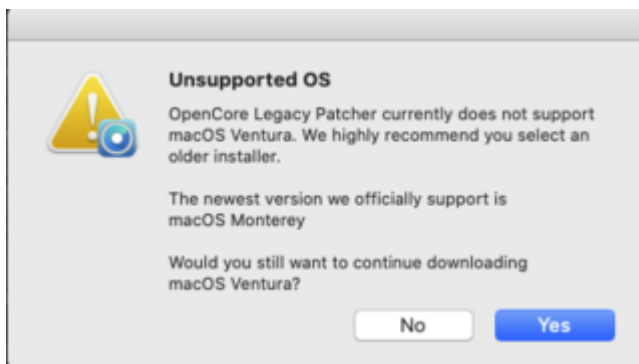 Unsupported OS
OpenCore Legacy Patcher currently does not support
macOS Ventura. We highly recommend you select an
older installer.
The newest version we officially support is
macOS Monterey
Would you still want to continue downloading
macOS Ventura?
No
Yes